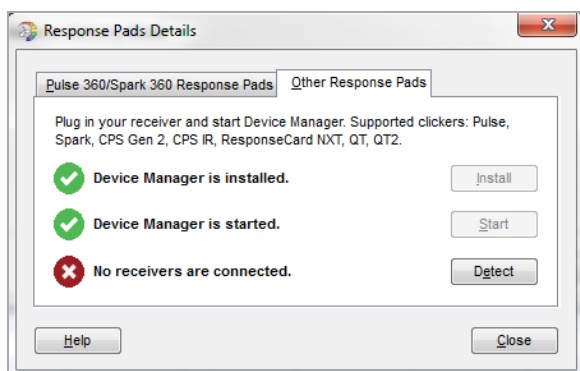 Response Pads Details
Pulse 360/Spark 360 Response Pads
Other Response Pads
Plug in your receiver and start Device Manager. Supported clickers: Pulse,
Spark, CPS Gen 2, CPS IR, ResponseCard NXT, QT, QT2.
Device Manager is installed.
Install
Device Manager is started.
Start
No receivers are connected.
Detect
Help
Close